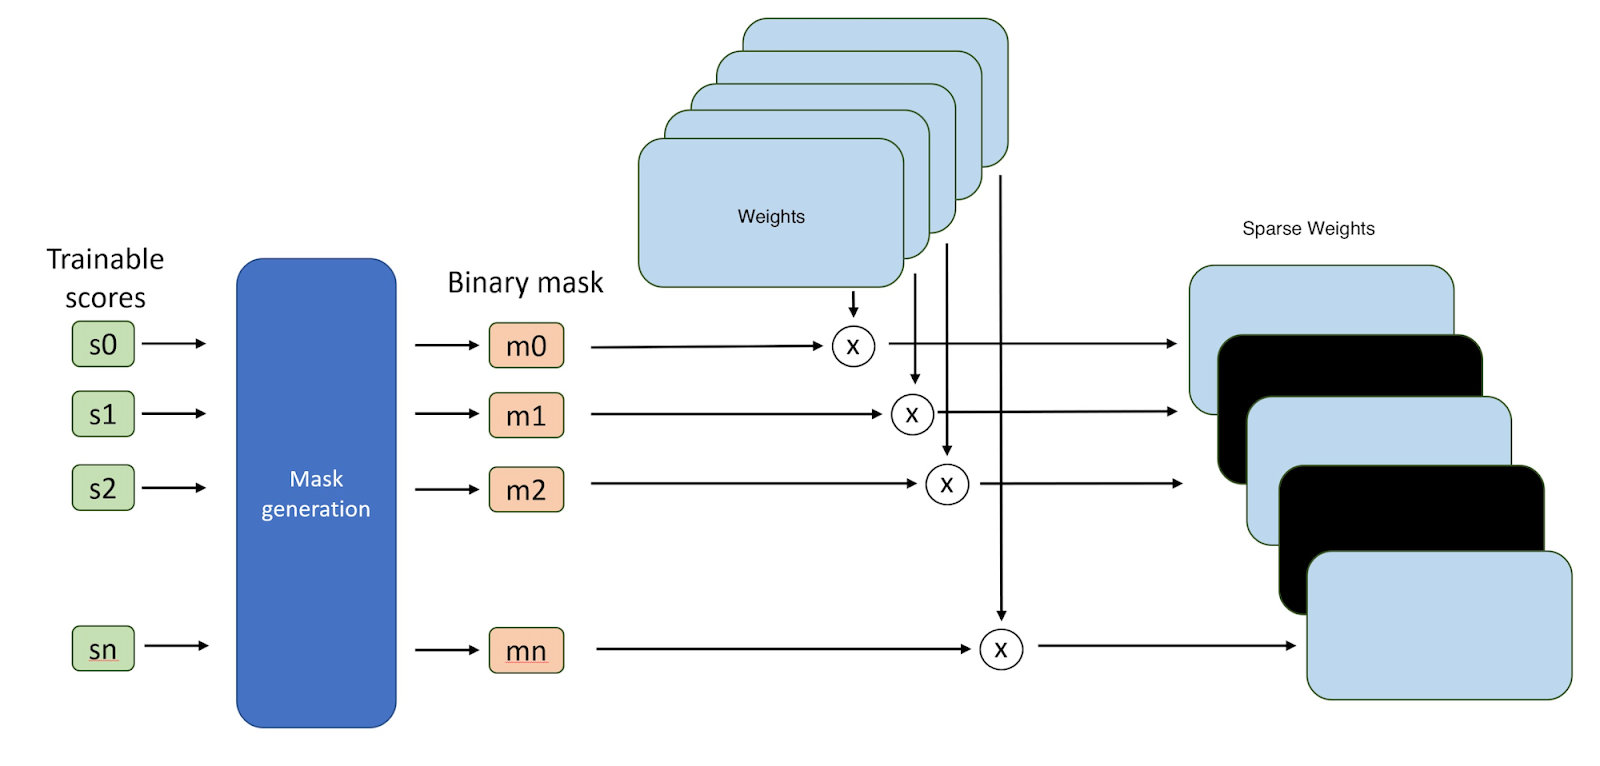 Trainable
scores
s0
s1
s2
sn
Mask
generation
Binary mask
m0
m1
m2
mn
Weights
x
x
x
x
Sparse Weights